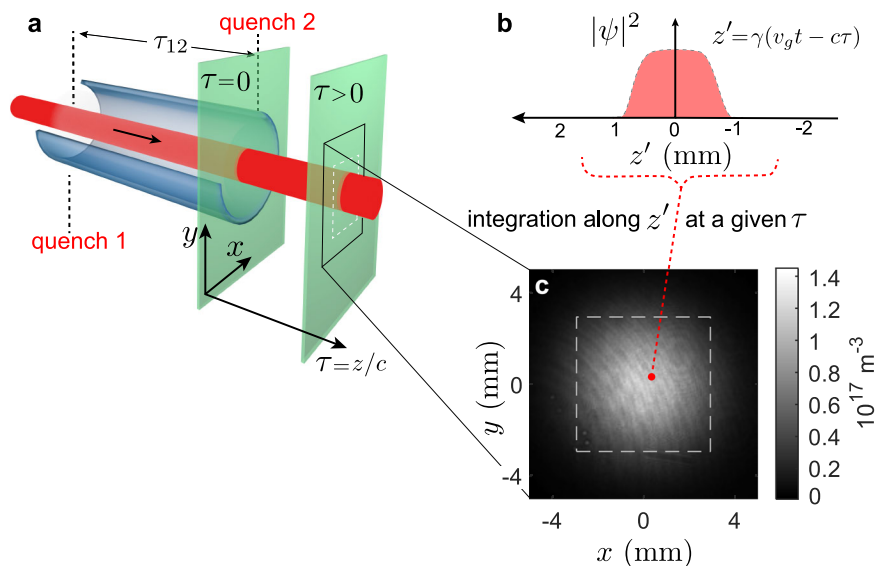 a
quench 2
τ12
τ=0
τ>0
quench 1
y
x
τ=z/c
b
|ψ|²
z′=γ(v_g t − cτ)
2 1 0 -1 -2
z′ (mm)
integration along z′ at a given τ
c
4
0
-4
y (mm)
-4 0 4
x (mm)
1.4
1.2
1
0.8
0.6
0.4
0.2
0
10¹⁷ m⁻³